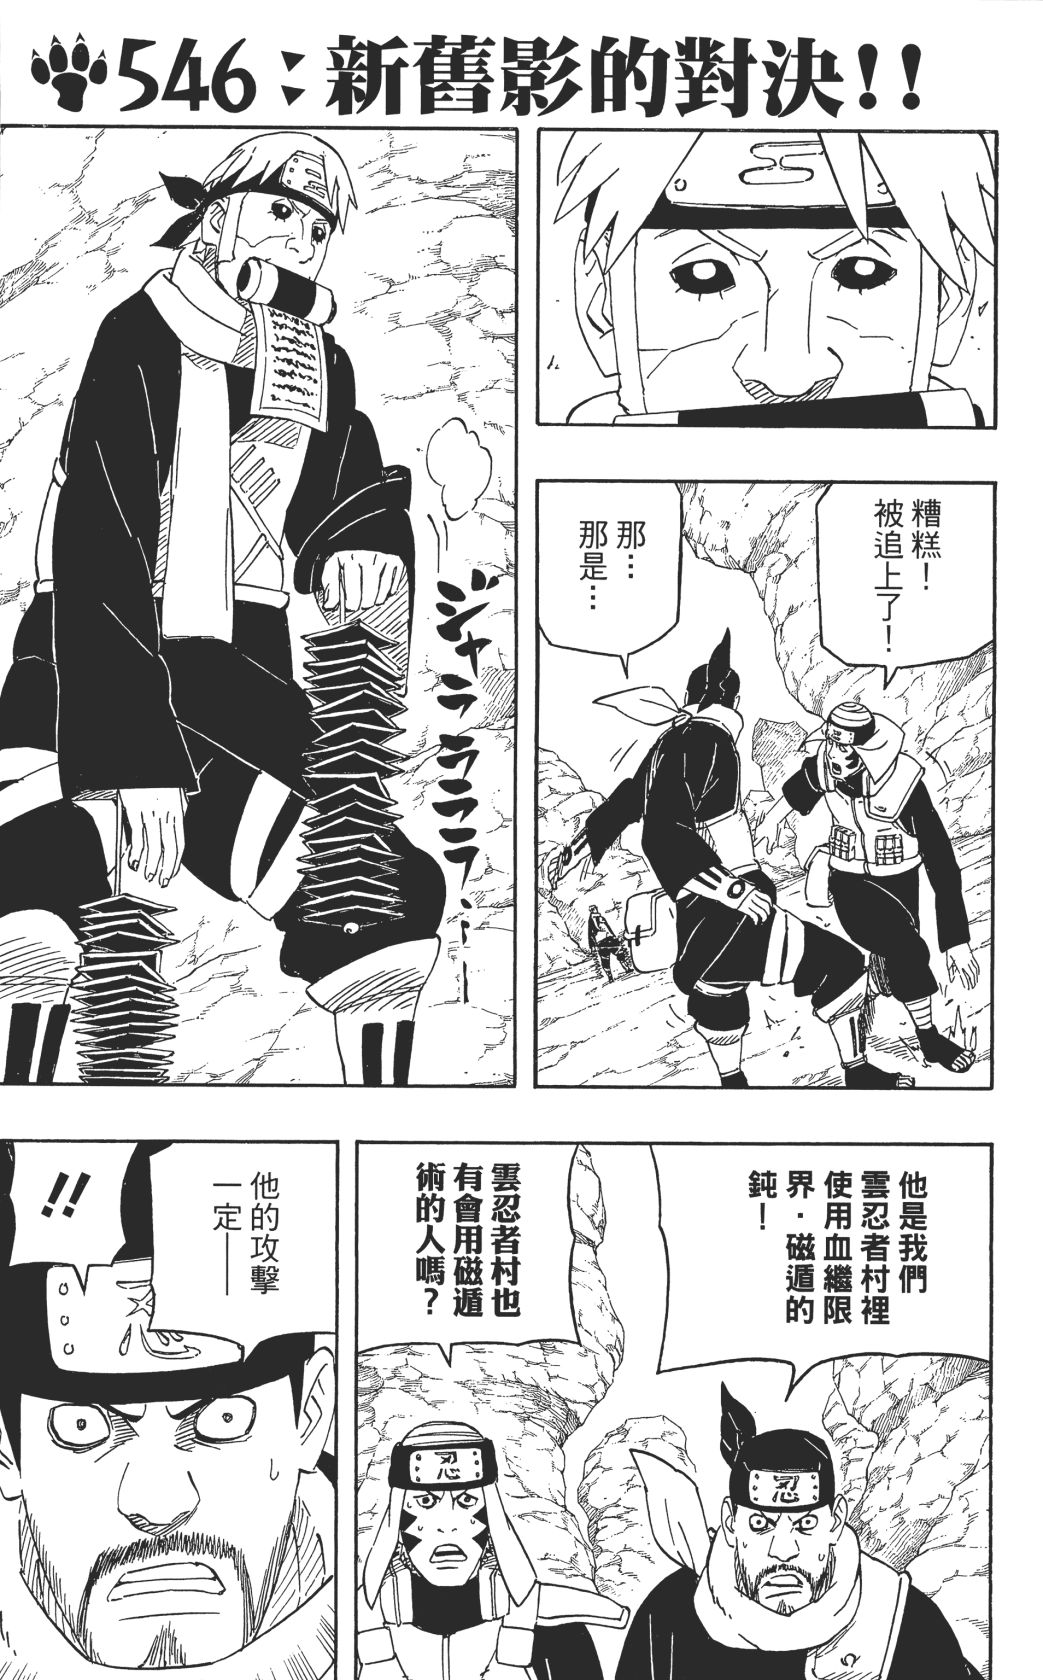 546：新舊影的對決!!
糟糕！
被追上了！
那…
那是…
ジャラララララ…
他是我們
雲忍者村裡
使用血繼限
界．磁遁的
鈍！
雲忍者村也
有會用磁遁
術的人嗎？
忍
忍
他的攻擊
一定──
!!